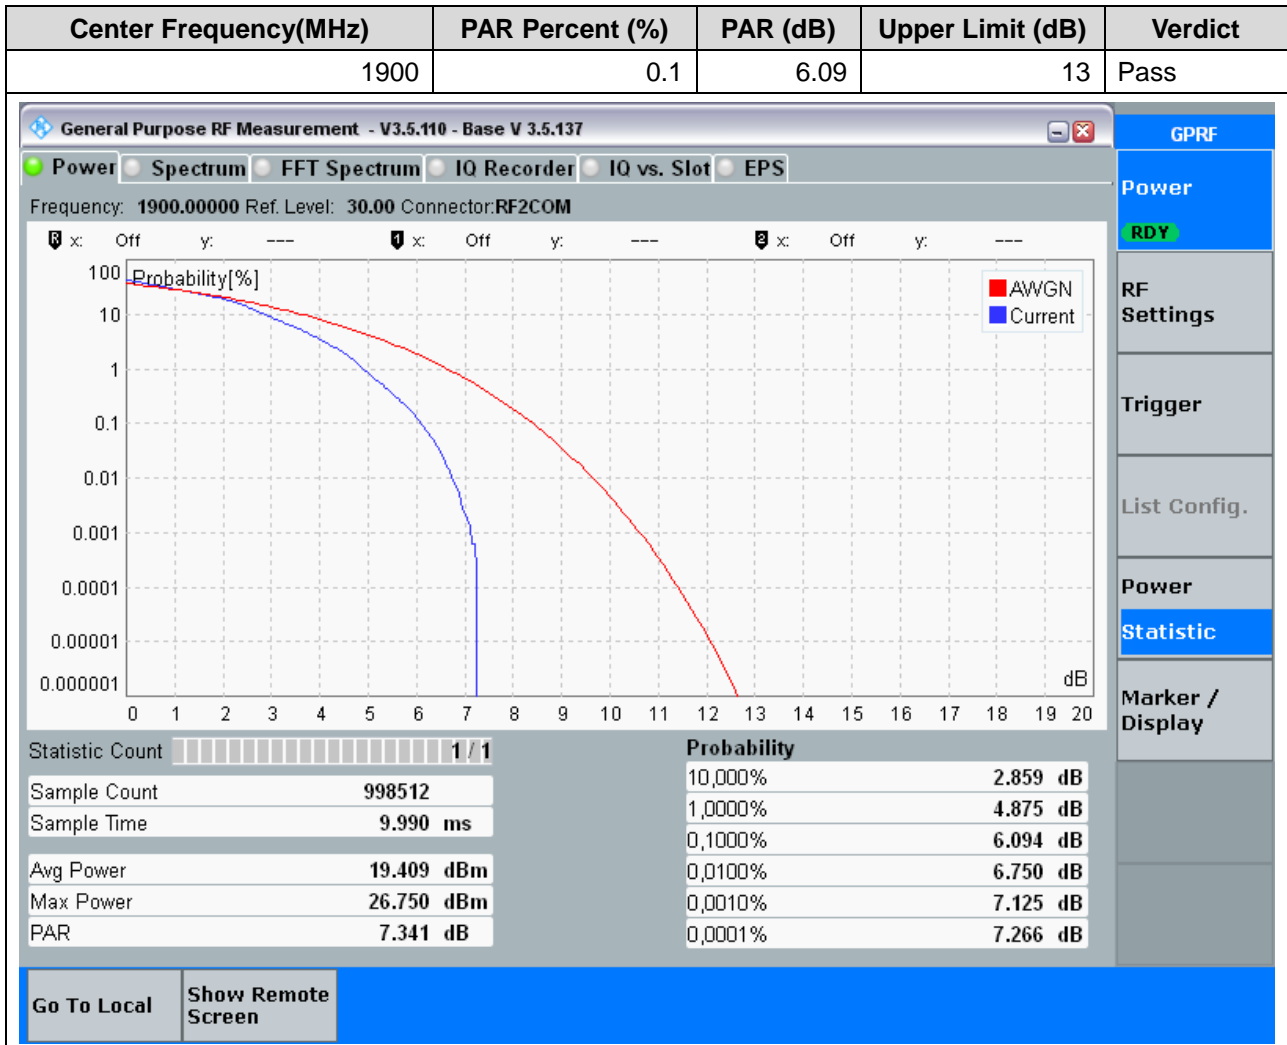 Center Frequency(MHz) PAR Percent (%) PAR (dB) Upper Limit (dB) Verdict
1900 0.1 6.09 13 Pass
General Purpose RF Measurement - V3.5.110 - Base V 3.5.137
GPRF
Power Spectrum FFT Spectrum IQ Recorder IQ vs. Slot EPS
Power
RDY
Frequency: 1900.00000 Ref. Level: 30.00 Connector:RF2COM
R x: Off y: --- 1 x: Off y: --- 2 x: Off y: ---
Probability[%]
AWGN
Current
100
10
1
0.1
0.01
0.001
0.0001
0.00001
0.000001
dB
0 1 2 3 4 5 6 7 8 9 10 11 12 13 14 15 16 17 18 19 20
RF
Settings
Trigger
List Config.
Power
Statistic
Marker /
Display
Statistic Count 1 / 1
Sample Count 998512
Sample Time 9.990 ms
Avg Power 19.409 dBm
Max Power 26.750 dBm
PAR 7.341 dB
Probability
10,000% 2.859 dB
1,0000% 4.875 dB
0,1000% 6.094 dB
0,0100% 6.750 dB
0,0010% 7.125 dB
0,0001% 7.266 dB
Go To Local
Show Remote
Screen